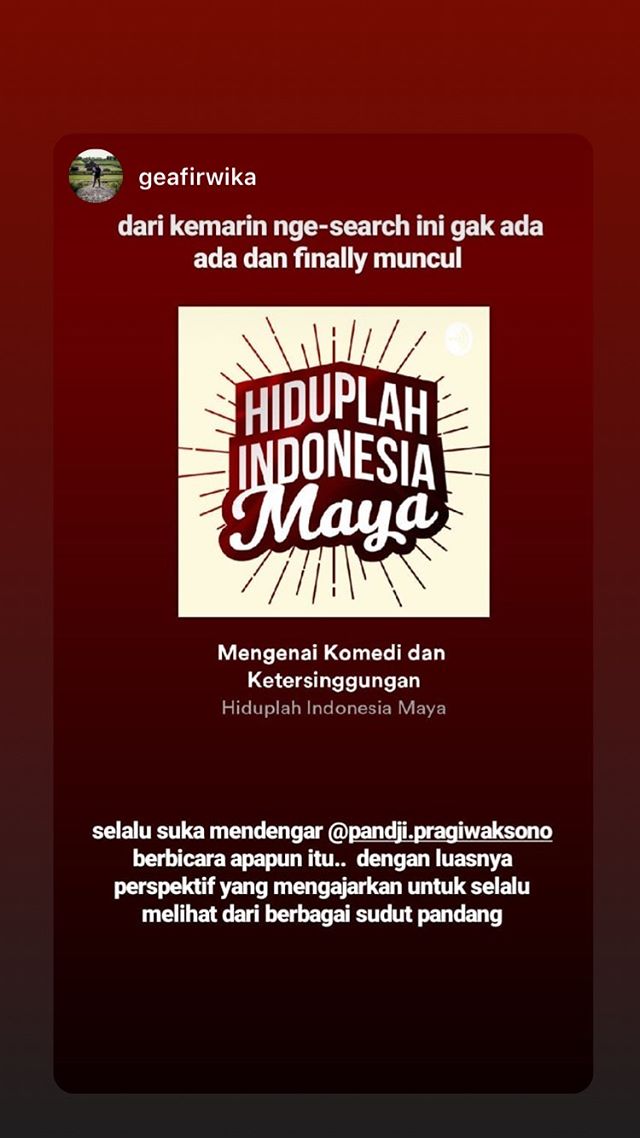 geafirwika
dari kemarin nge-search ini gak ada
ada dan finally muncul
HIDUPLAH
INDONESIA
Maya
Mengenai Komedi dan
Ketersinggungan
Hiduplah Indonesia Maya
selalu suka mendengar @pandji.pragiwaksono
berbicara apapun itu.. dengan luasnya
perspektif yang mengajarkan untuk selalu
melihat dari berbagai sudut pandang